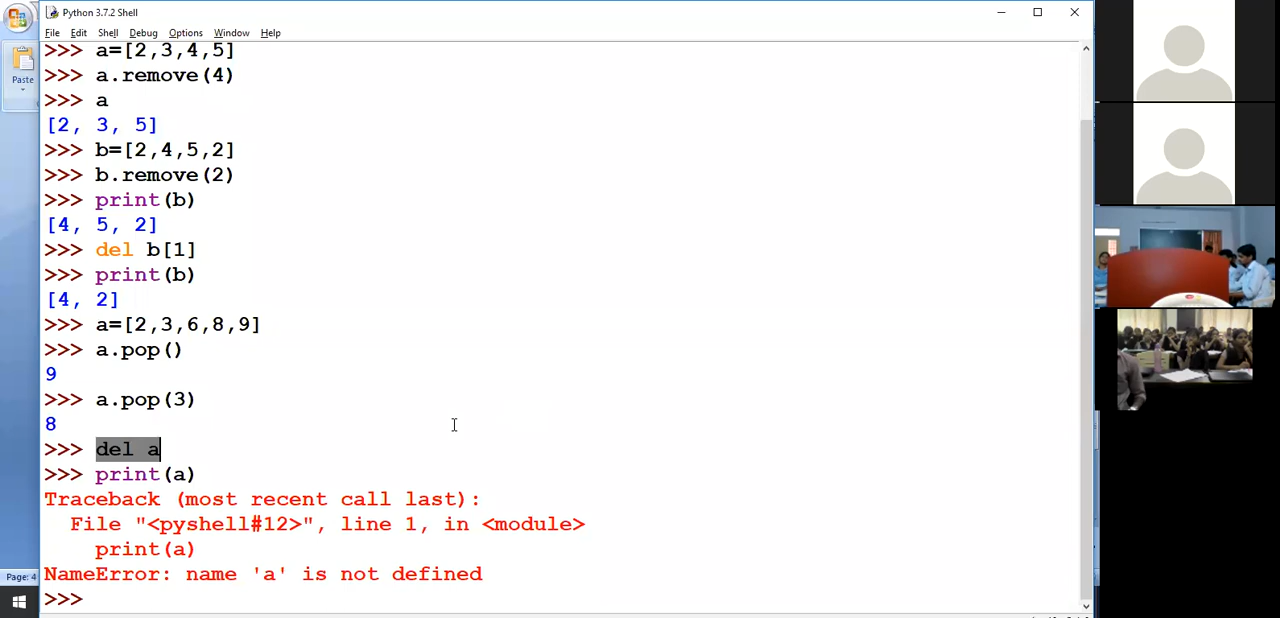 Python 3.7.2 Shell
File Edit Shell Debug Options Window Help
Paste
>>> a=[2,3,4,5]
>>> a.remove(4)
>>> a
[2, 3, 5]
>>> b=[2,4,5,2]
>>> b.remove(2)
>>> print(b)
[4, 5, 2]
>>> del b[1]
>>> print(b)
[4, 2]
>>> a=[2,3,6,8,9]
>>> a.pop()
9
>>> a.pop(3)
8
>>> del a
>>> print(a)
Traceback (most recent call last):
  File "<pyshell#12>", line 1, in <module>
    print(a)
NameError: name 'a' is not defined
>>>
Page: 4